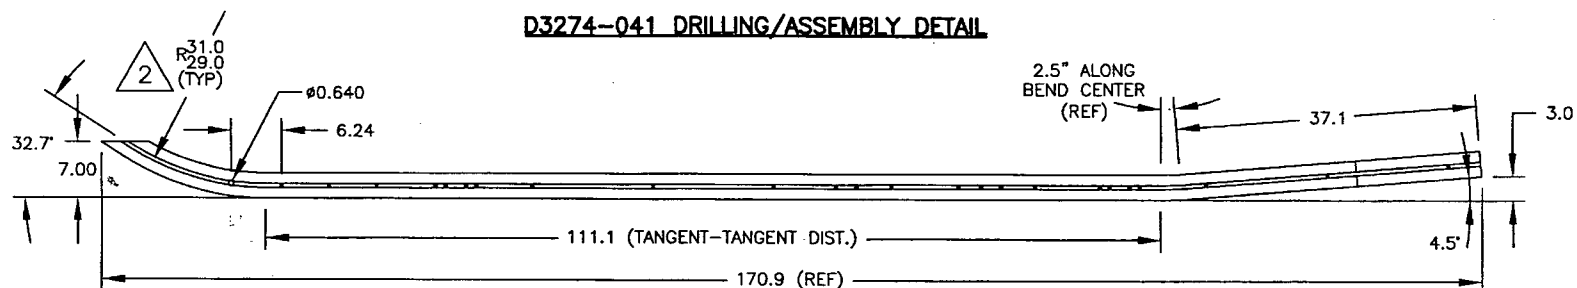 D3274-041 DRILLING/ASSEMBLY DETAIL
2
R31.0
29.0
(TYP)
ø0.640
6.24
2.5" ALONG
BEND CENTER
(REF)
37.1
3.0
32.7°
7.00
111.1 (TANGENT-TANGENT DIST.)
4.5°
170.9 (REF)